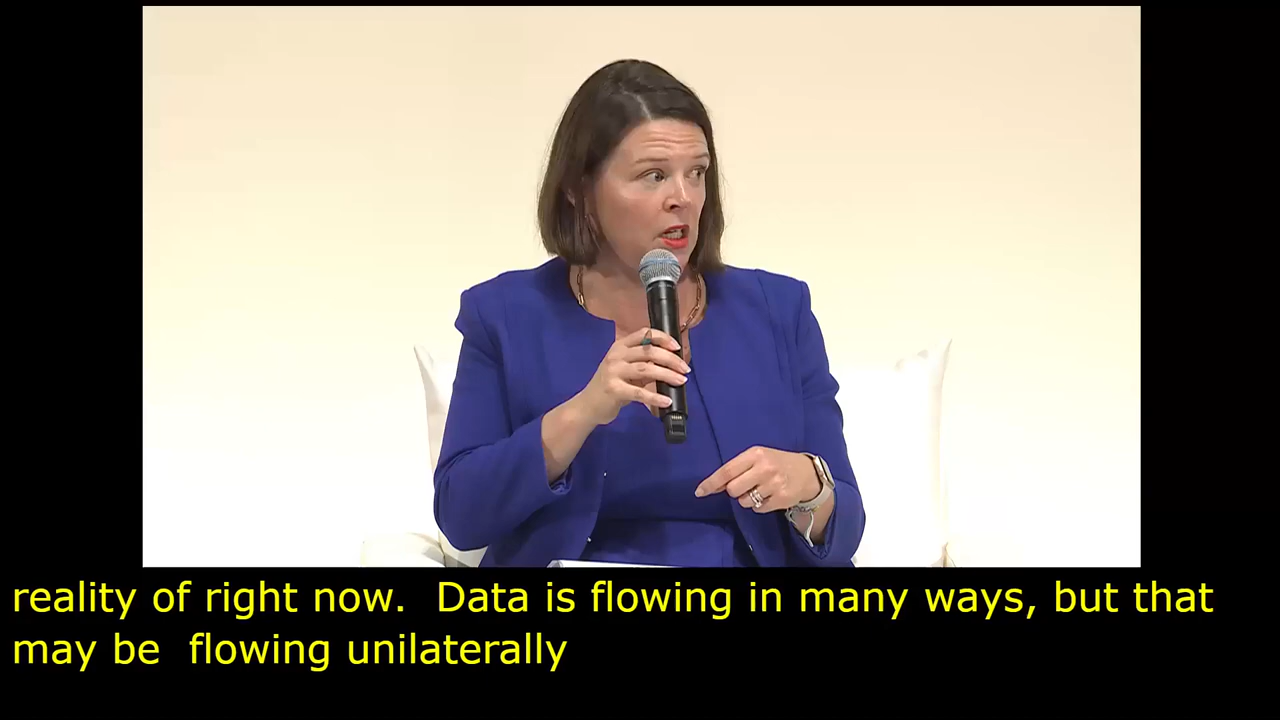 reality of right now.  Data is flowing in many ways, but that
may be  flowing unilaterally